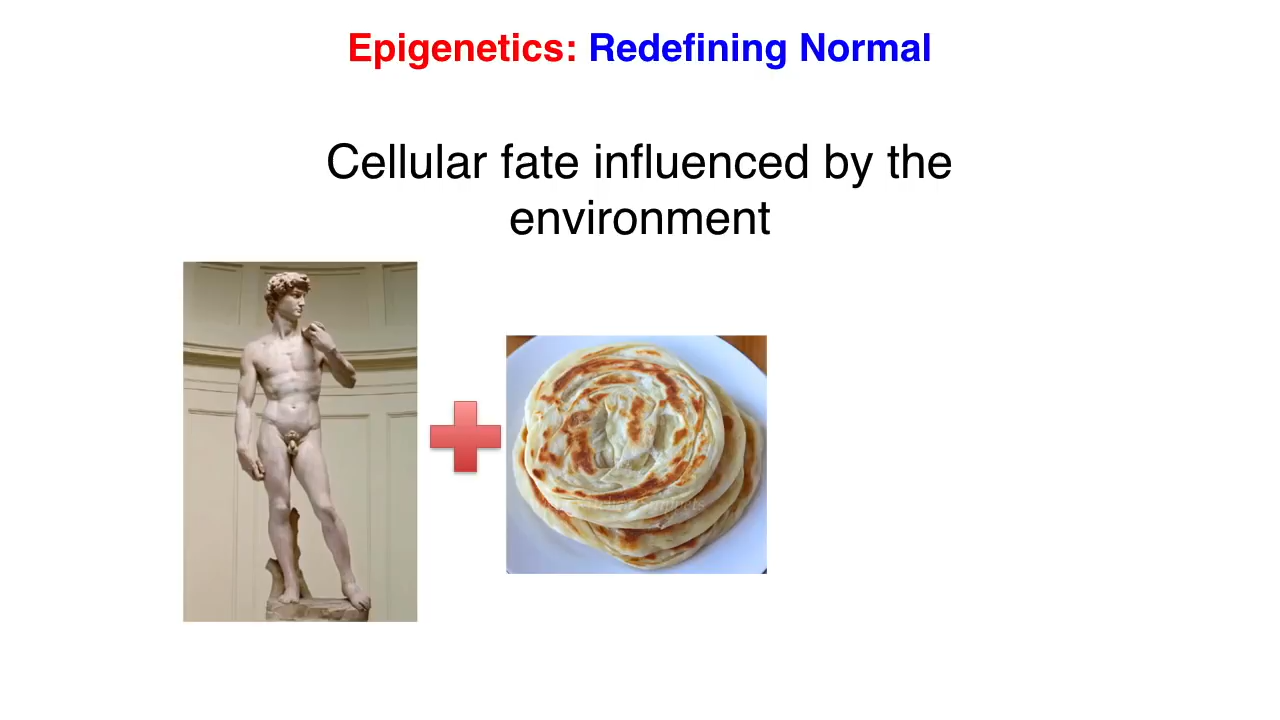 Epigenetics: Redefining Normal
Cellular fate influenced by the
environment